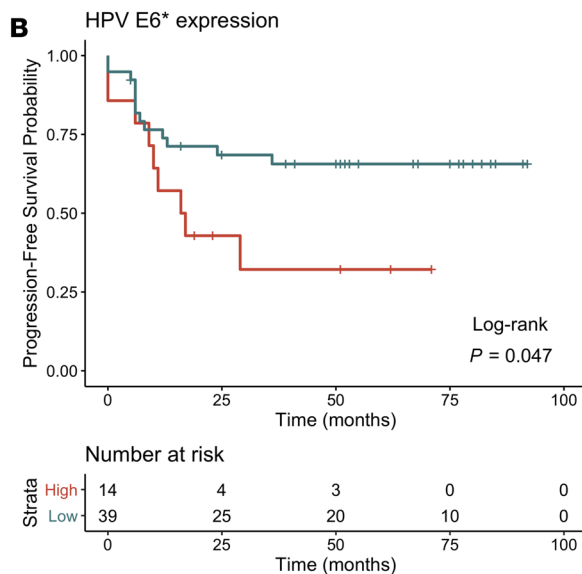 B
HPV E6* expression
Progression-Free Survival Probability
1.00
0.75
0.50
0.25
0.00
Log-rank
P = 0.047
0 25 50 75 100
Time (months)
Number at risk
Strata
High 14 4 3 0 0
Low 39 25 20 10 0
0 25 50 75 100
Time (months)